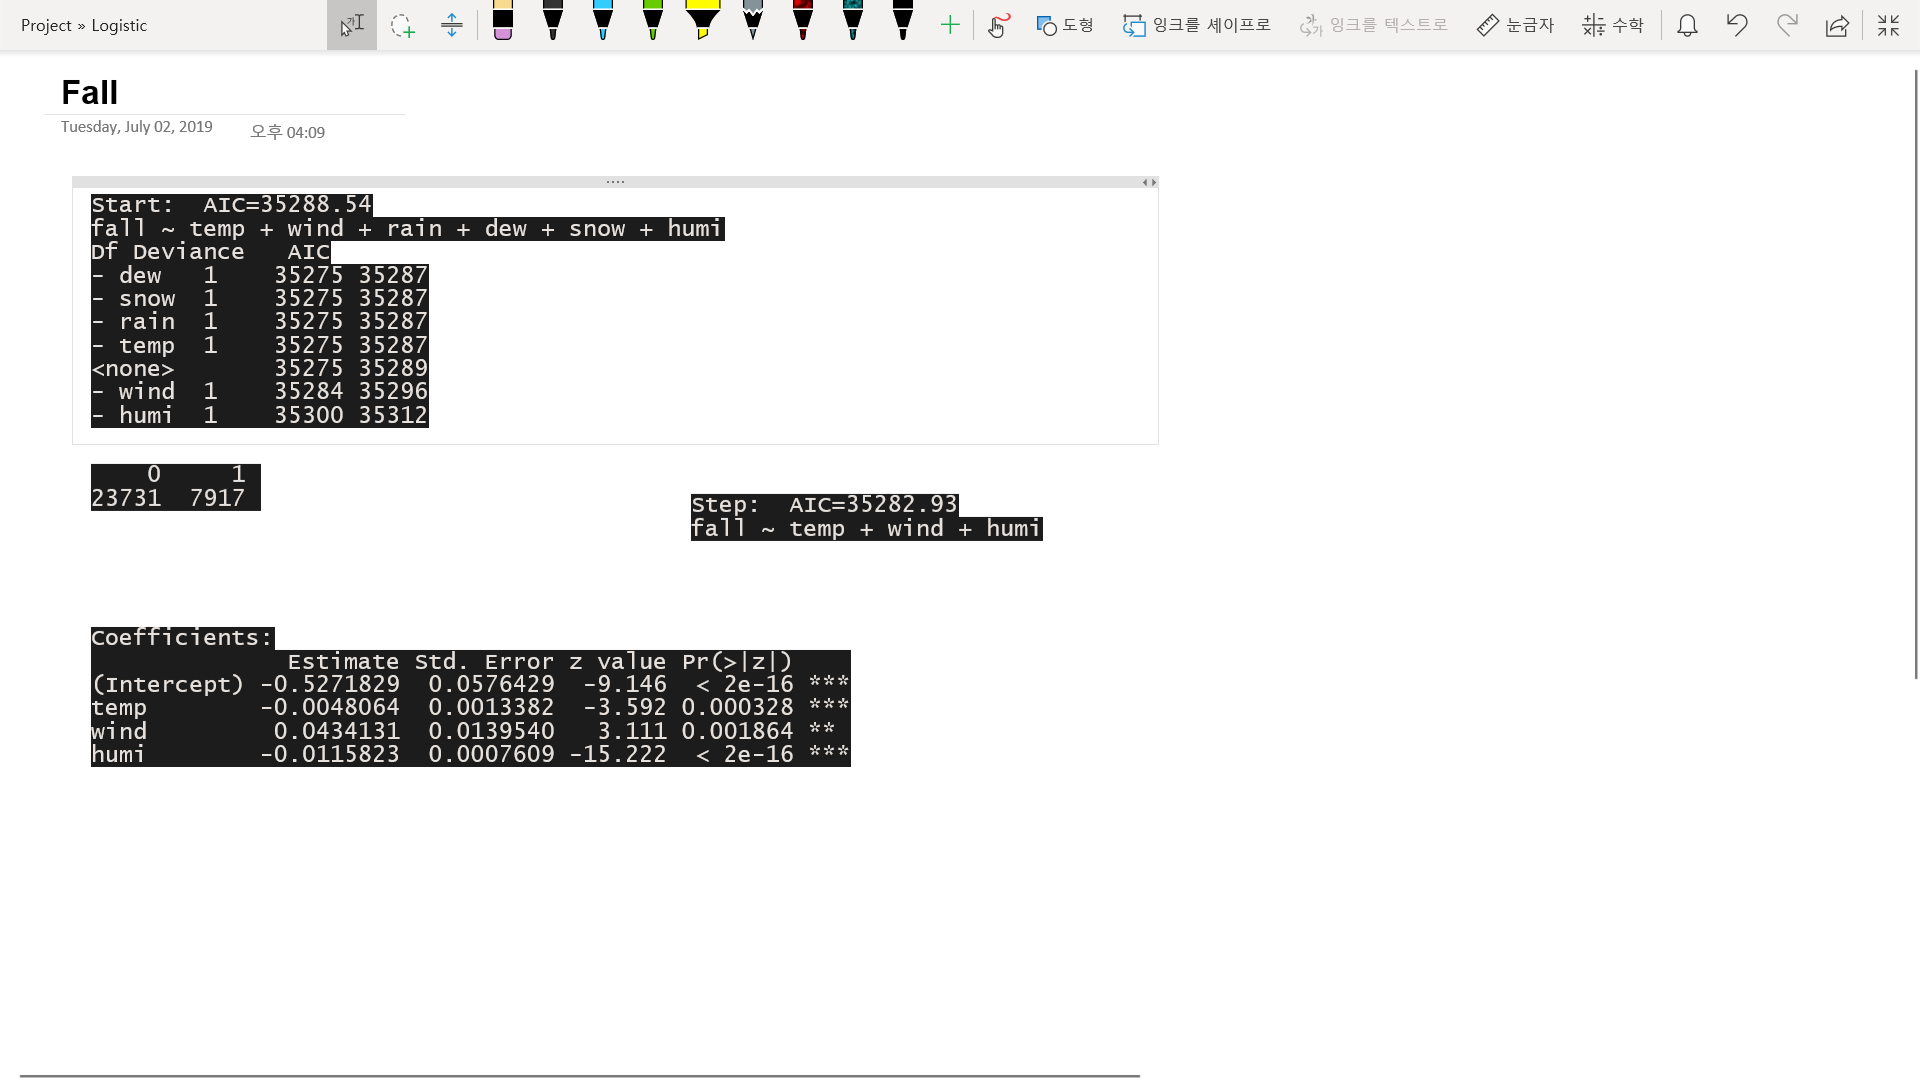 Project » Logistic
도형
잉크를 셰이프로
잉크를 텍스트로
눈금자
수학
Fall
Tuesday, July 02, 2019 오후 04:09
Start:  AIC=35288.54
fall ~ temp + wind + rain + dew + snow + humi
Df Deviance   AIC
- dew   1    35275 35287
- snow  1    35275 35287
- rain  1    35275 35287
- temp  1    35275 35287
<none>       35275 35289
- wind  1    35284 35296
- humi  1    35300 35312
0     1
23731  7917
Step:  AIC=35282.93
fall ~ temp + wind + humi
Coefficients:
Estimate Std. Error z value Pr(>|z|)
(Intercept) -0.5271829  0.0576429  -9.146  < 2e-16 ***
temp        -0.0048064  0.0013382  -3.592 0.000328 ***
wind         0.0434131  0.0139540   3.111 0.001864 **
humi        -0.0115823  0.0007609 -15.222  < 2e-16 ***